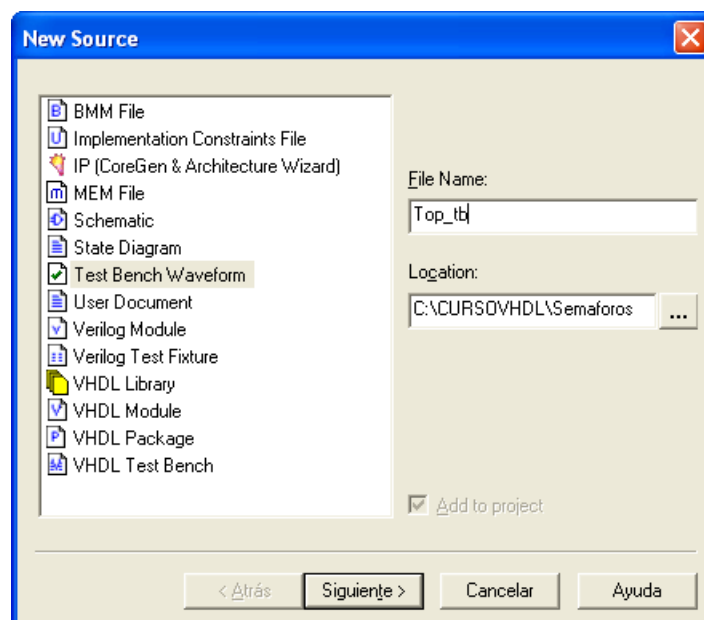 New Source
BMM File
Implementation Constraints File
IP (CoreGen & Architecture Wizard)
MEM File
Schematic
State Diagram
Test Bench Waveform
User Document
Verilog Module
Verilog Test Fixture
VHDL Library
VHDL Module
VHDL Package
VHDL Test Bench
File Name:
Top_tb
Location:
C:\CURSOVHDL\Semaforos
...
Add to project
< Atrás
Siguiente >
Cancelar
Ayuda